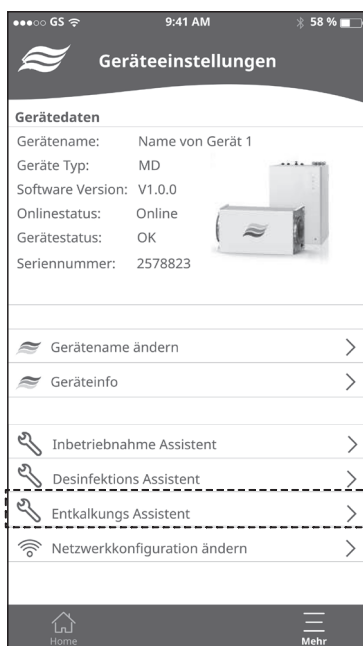 GS 9:41 AM 58 %
Geräteeinstellungen
Gerätedaten
Gerätename: Name von Gerät 1
Geräte Typ: MD
Software Version: V1.0.0
Onlinestatus: Online
Gerätestatus: OK
Seriennummer: 2578823
Gerätename ändern
Geräteinfo
Inbetriebnahme Assistent
Desinfektions Assistent
Entkalkungs Assistent
Netzwerkkonfiguration ändern
Home Mehr